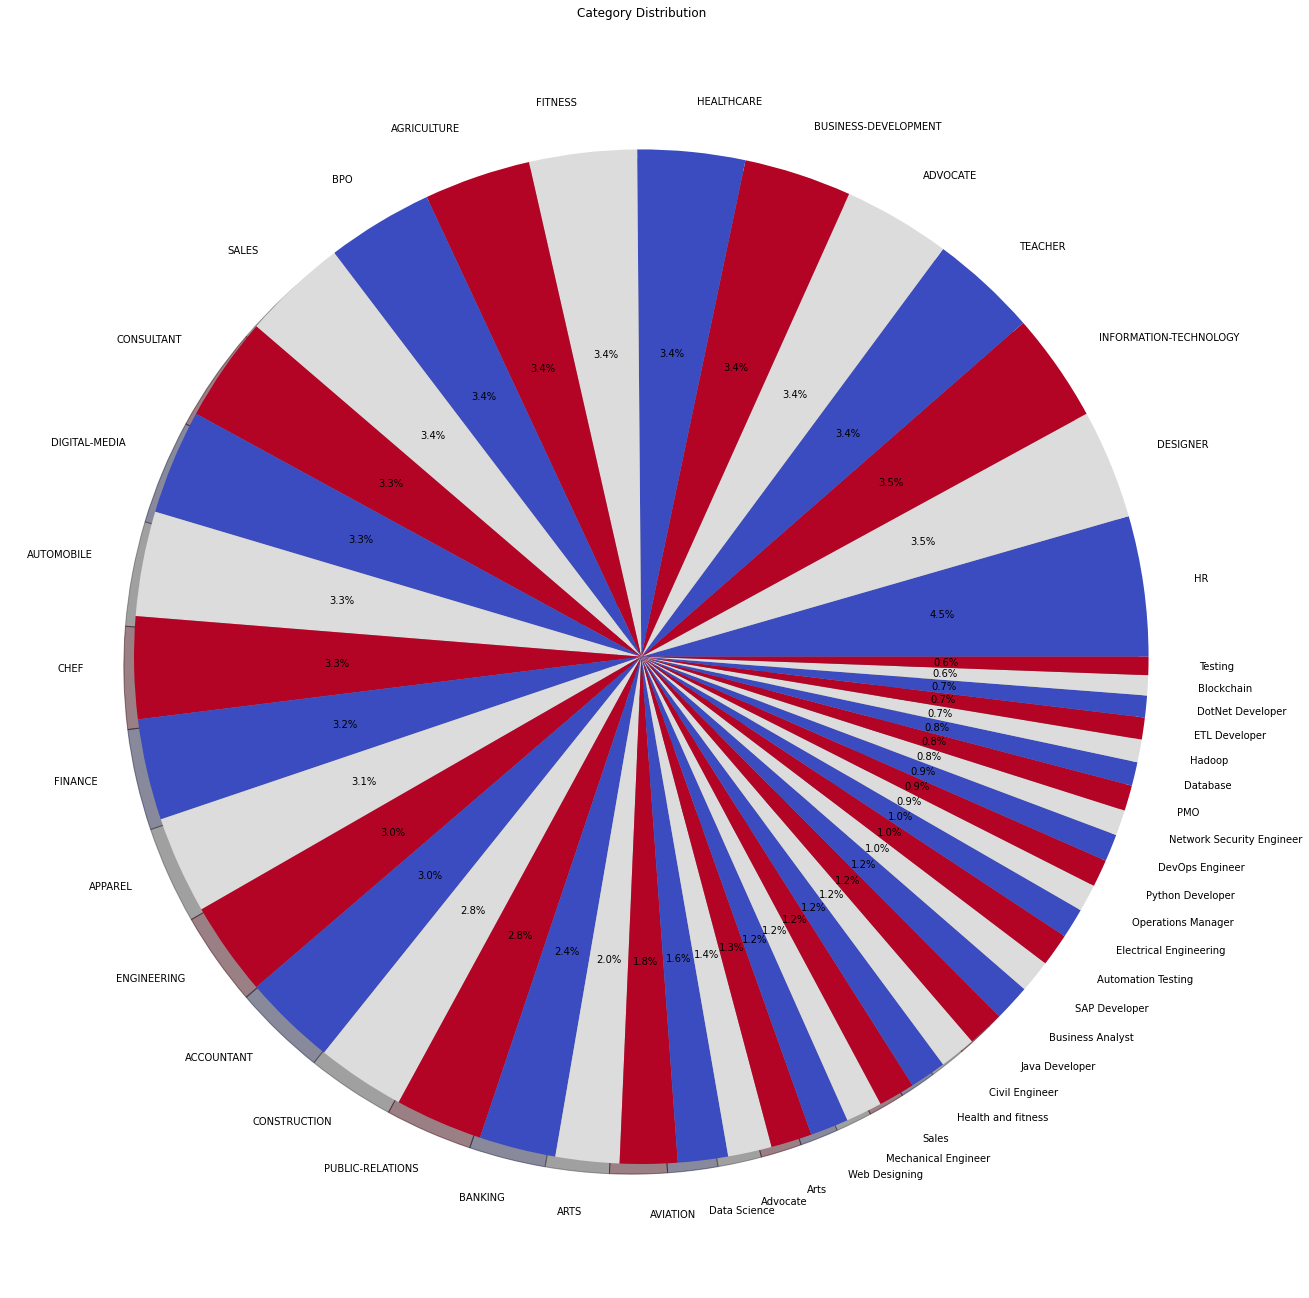 Category Distribution
FITNESS
HEALTHCARE
AGRICULTURE
BUSINESS-DEVELOPMENT
BPO
ADVOCATE
SALES
TEACHER
CONSULTANT
INFORMATION-TECHNOLOGY
DIGITAL-MEDIA
DESIGNER
AUTOMOBILE
HR
CHEF
Testing
Blockchain
DotNet Developer
ETL Developer
Hadoop
FINANCE
Database
PMO
Network Security Engineer
DevOps Engineer
APPAREL
Python Developer
Operations Manager
Electrical Engineering
ENGINEERING
Automation Testing
SAP Developer
Business Analyst
ACCOUNTANT
Java Developer
Civil Engineer
CONSTRUCTION
Health and fitness
Sales
Mechanical Engineer
PUBLIC-RELATIONS
Web Designing
Arts
BANKING
Advocate
Data Science
ARTS
AVIATION
3.4%
3.4%
3.4%
3.4%
3.4%
3.4%
3.4%
3.4%
3.3%
3.5%
3.3%
3.5%
3.3%
4.5%
3.3%
0.6%
0.6%
0.7%
0.7%
0.7%
3.2%
0.8%
0.8%
0.8%
3.1%
0.9%
0.9%
0.9%
3.0%
1.0%
1.0%
1.0%
3.0%
1.2%
1.2%
1.2%
2.8%
1.2%
1.2%
1.2%
2.8%
1.2%
1.3%
2.4%
1.4%
1.6%
2.0%
1.8%